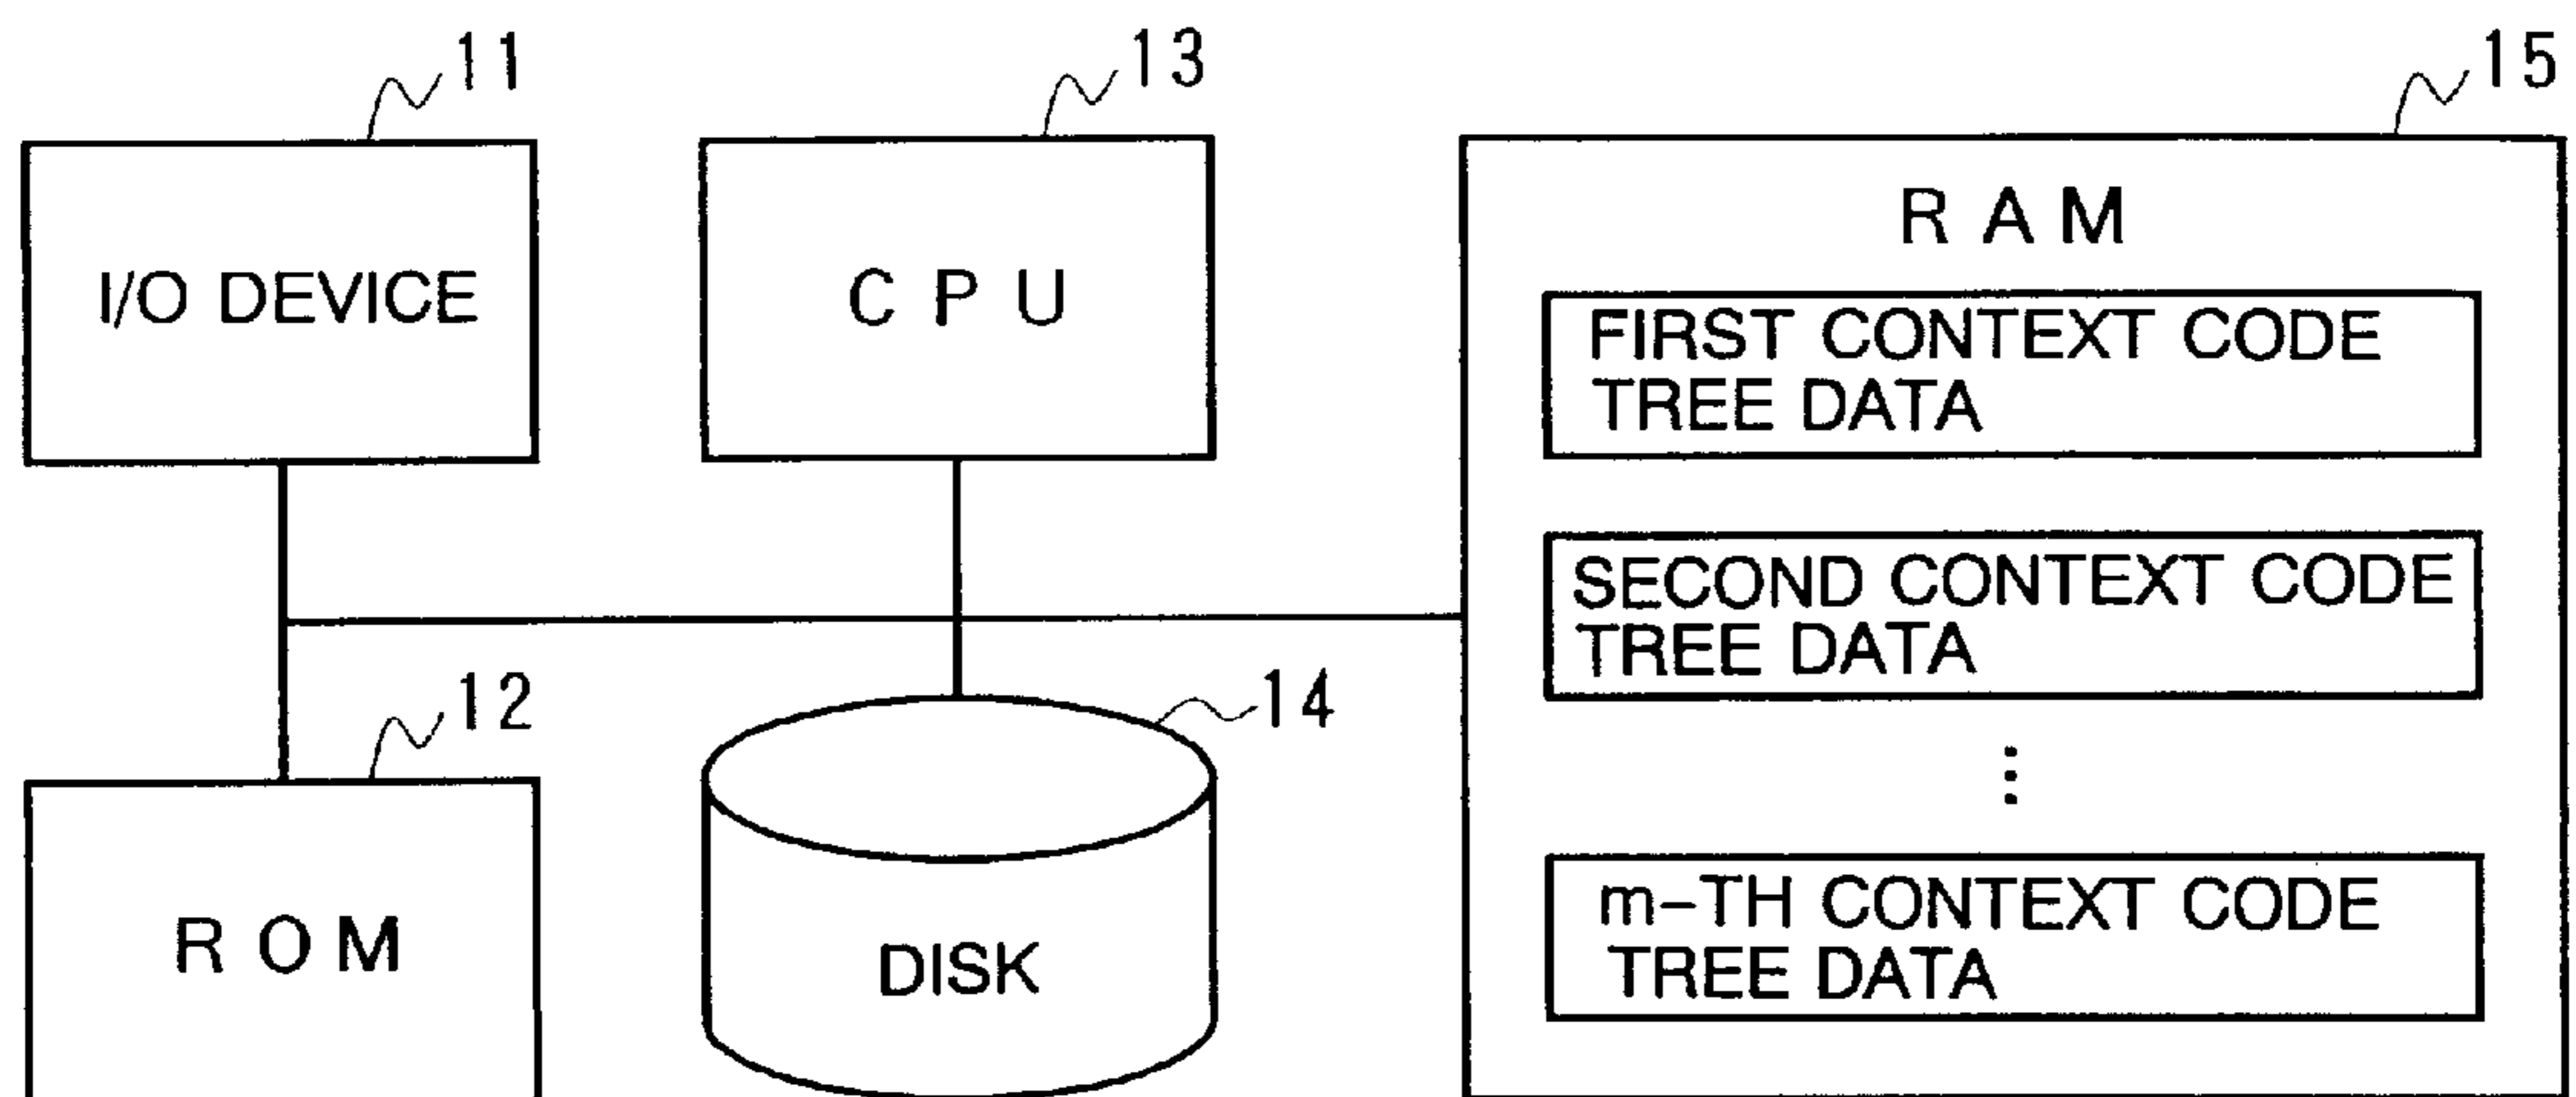 11
13
15
I/O DEVICE
C P U
R A M
FIRST CONTEXT CODE
TREE DATA
SECOND CONTEXT CODE
TREE DATA
12
14
R O M
DISK
⋮
m-TH CONTEXT CODE
TREE DATA